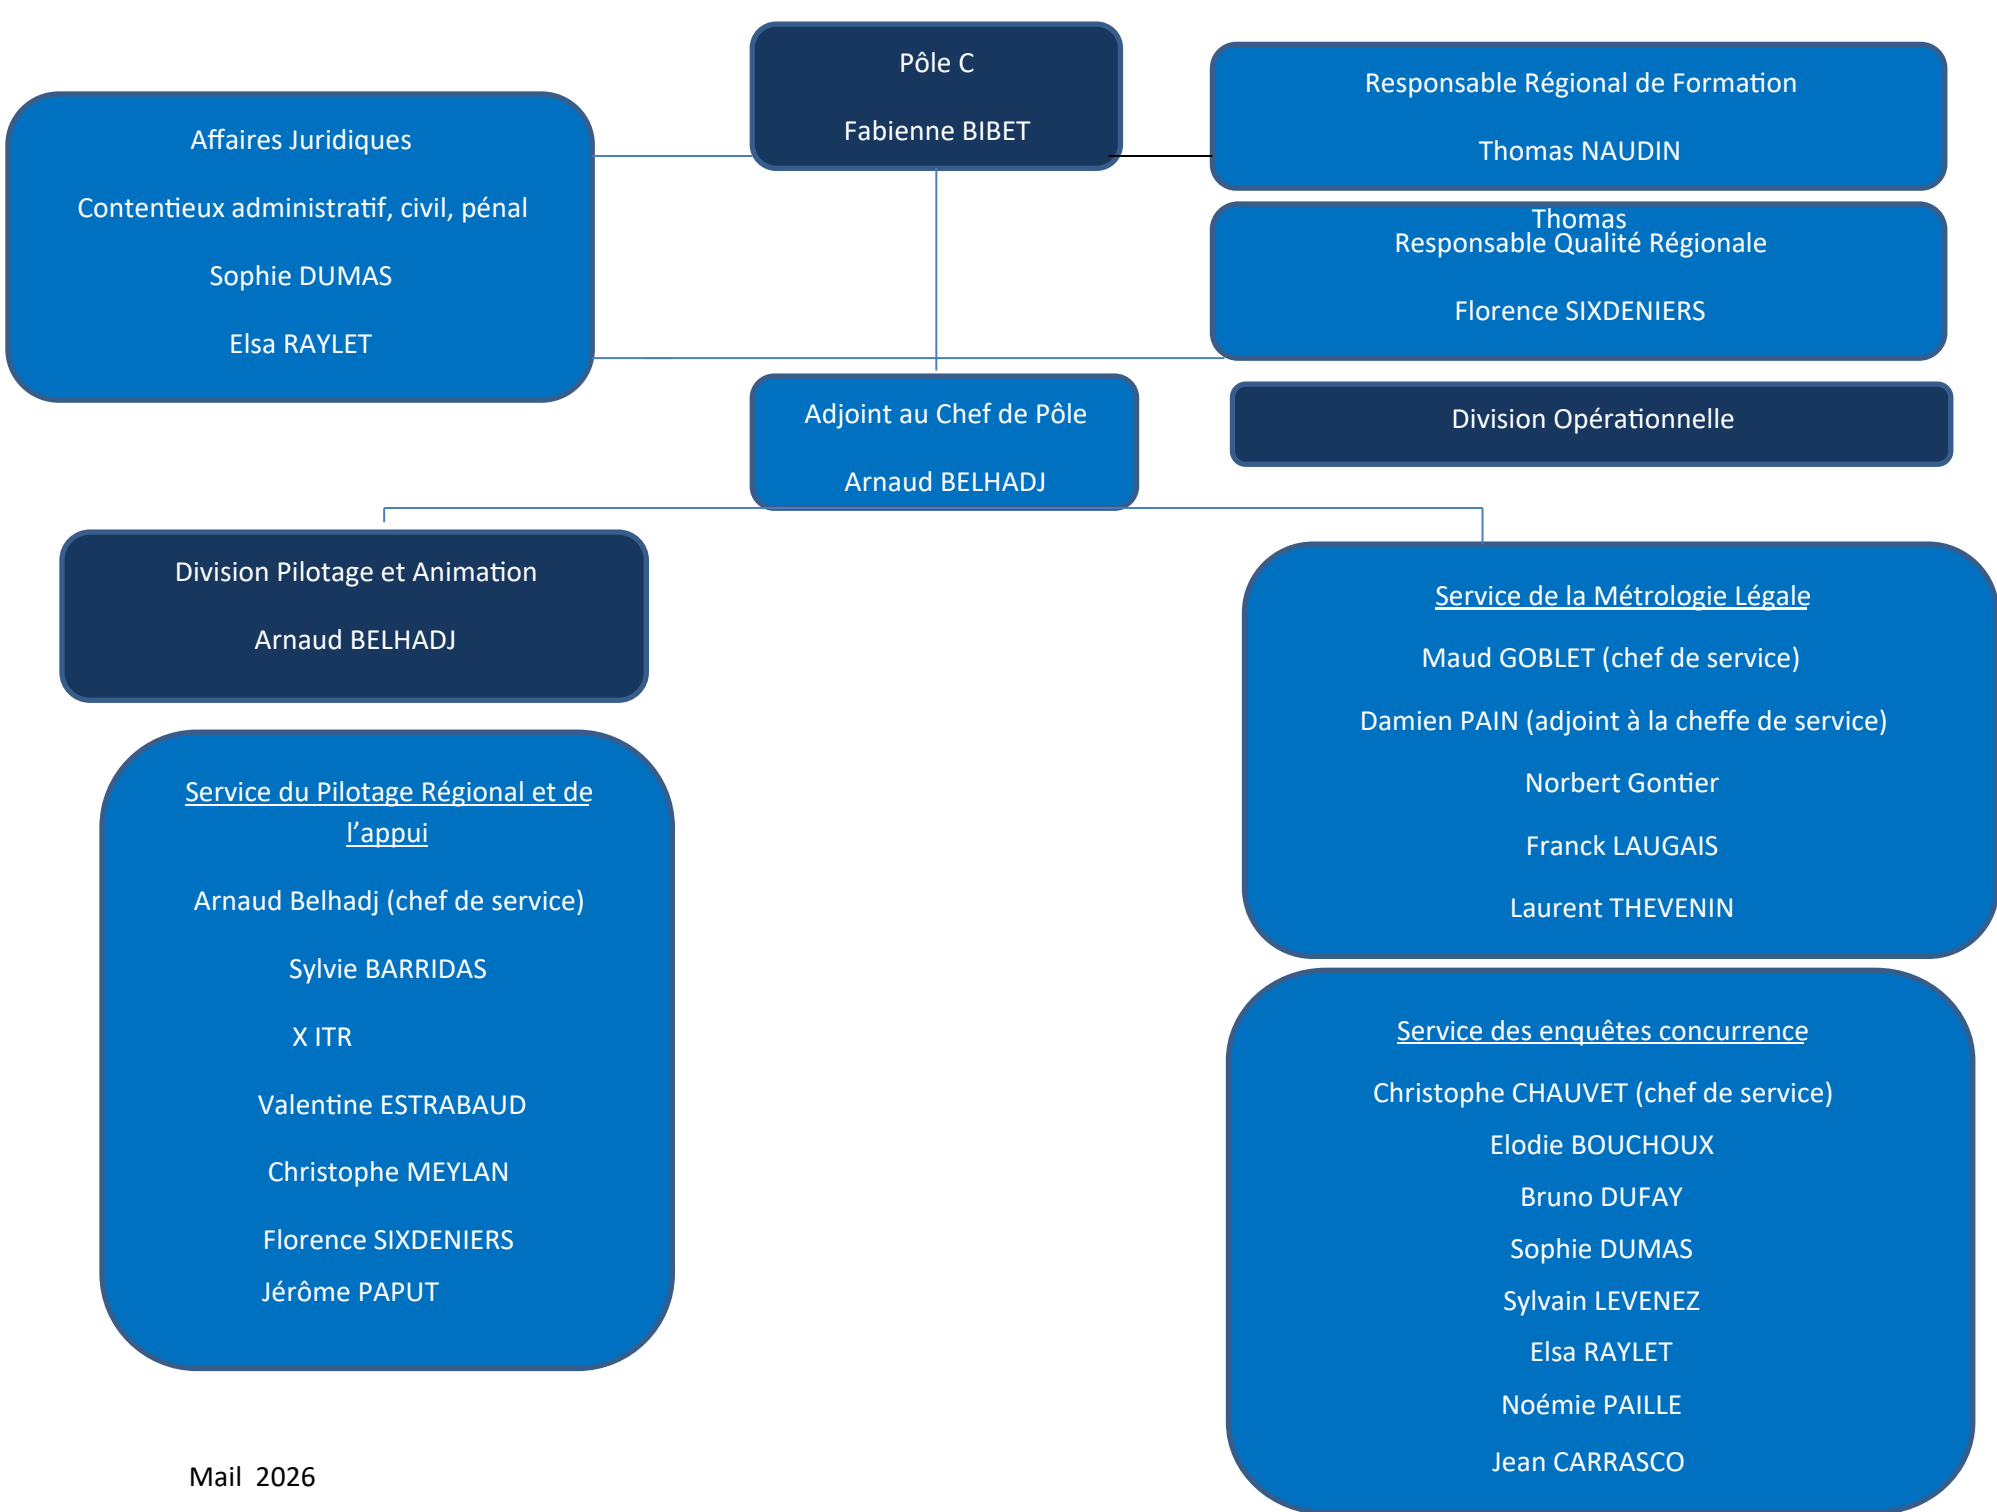 Pôle C
Fabienne BIBET
Affaires Juridiques
Contentieux administratif, civil, pénal
Sophie DUMAS
Elsa RAYLET
Responsable Régional de Formation
Thomas NAUDIN
Thomas
Responsable Qualité Régionale
Florence SIXDENIERS
Adjoint au Chef de Pôle
Arnaud BELHADJ
Division Opérationnelle
Division Pilotage et Animation
Arnaud BELHADJ
Service du Pilotage Régional et de
l’appui
Arnaud Belhadj (chef de service)
Sylvie BARRIDAS
X ITR
Valentine ESTRABAUD
Christophe MEYLAN
Florence SIXDENIERS
Jérôme PAPUT
Service de la Métrologie Légale
Maud GOBLET (chef de service)
Damien PAIN (adjoint à la cheffe de service)
Norbert Gontier
Franck LAUGAIS
Laurent THEVENIN
Service des enquêtes concurrence
Christophe CHAUVET (chef de service)
Elodie BOUCHOUX
Bruno DUFAY
Sophie DUMAS
Sylvain LEVENEZ
Elsa RAYLET
Noémie PAILLE
Jean CARRASCO
Mail  2026